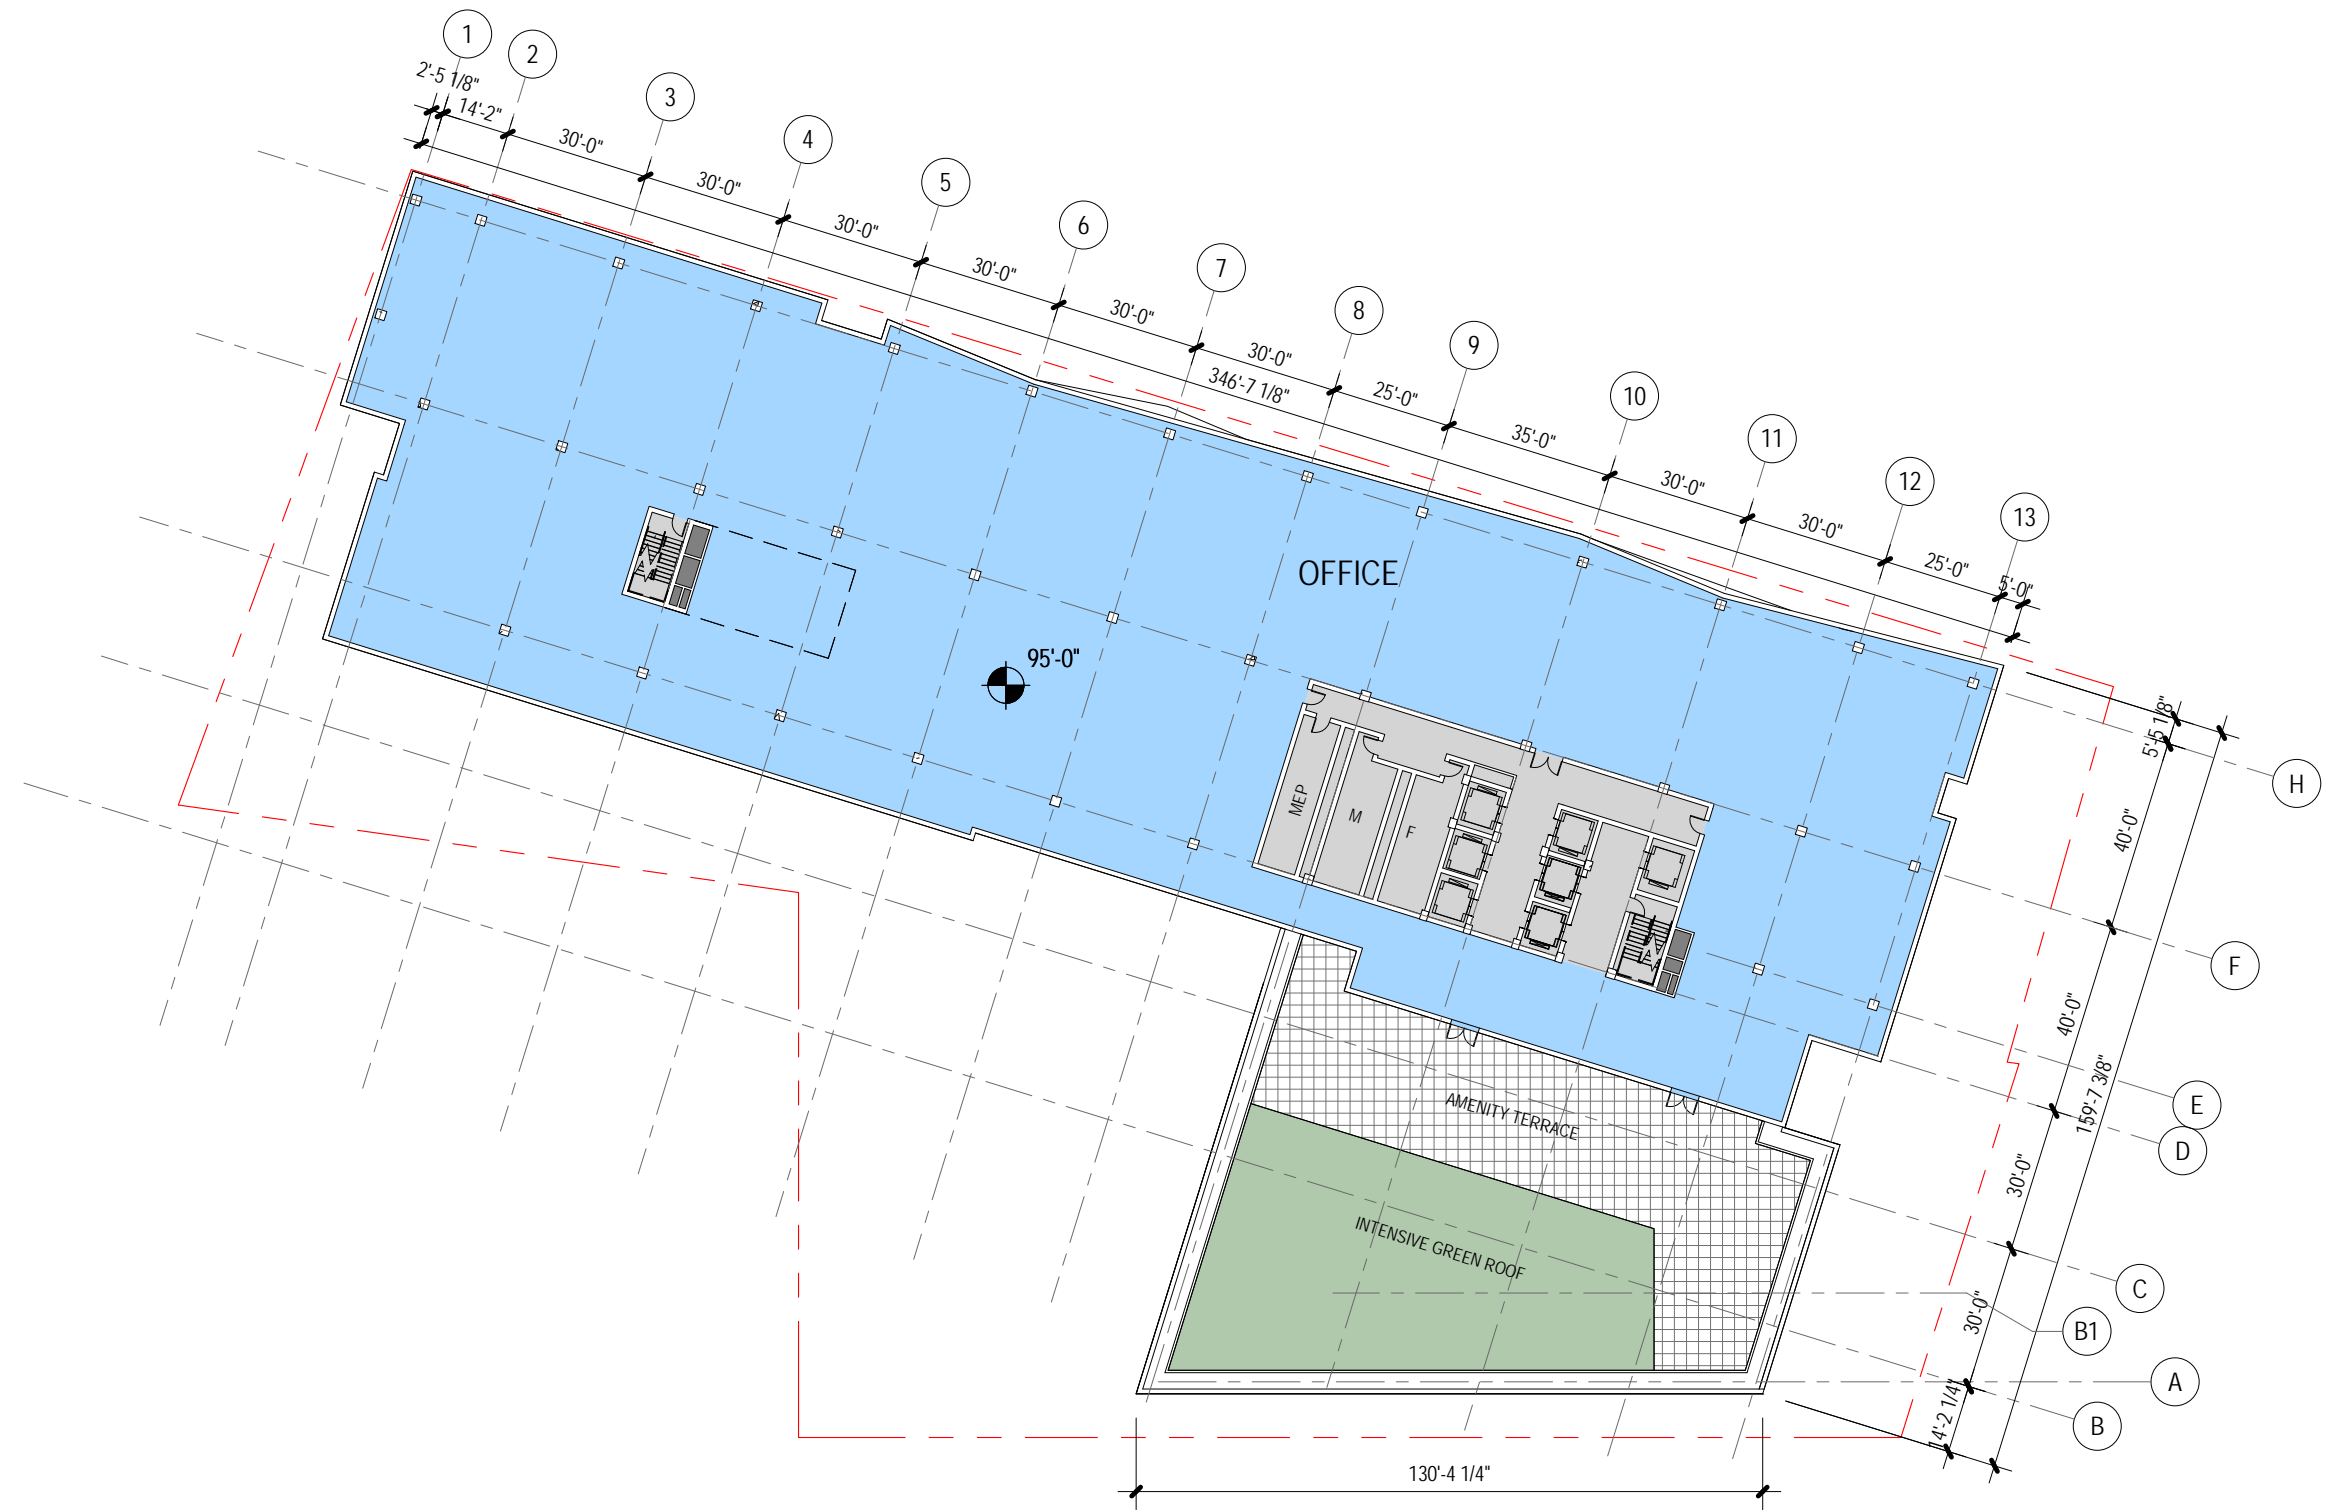 1
2
3
4
5
6
7
8
9
10
11
12
13
2'-5 1/8"
14'-2"
30'-0"
30'-0"
30'-0"
30'-0"
30'-0"
30'-0"
25'-0"
35'-0"
30'-0"
30'-0"
25'-0"
5'-0"
346'-7 1/8"
OFFICE
95'-0"
MEP
M
F
AMENITY TERRACE
INTENSIVE GREEN ROOF
5'-5 1/8"
40'-0"
40'-0"
30'-0"
30'-0"
14'-2 1/4"
159'-7 3/8"
H
F
E
D
C
B1
A
B
130'-4 1/4"